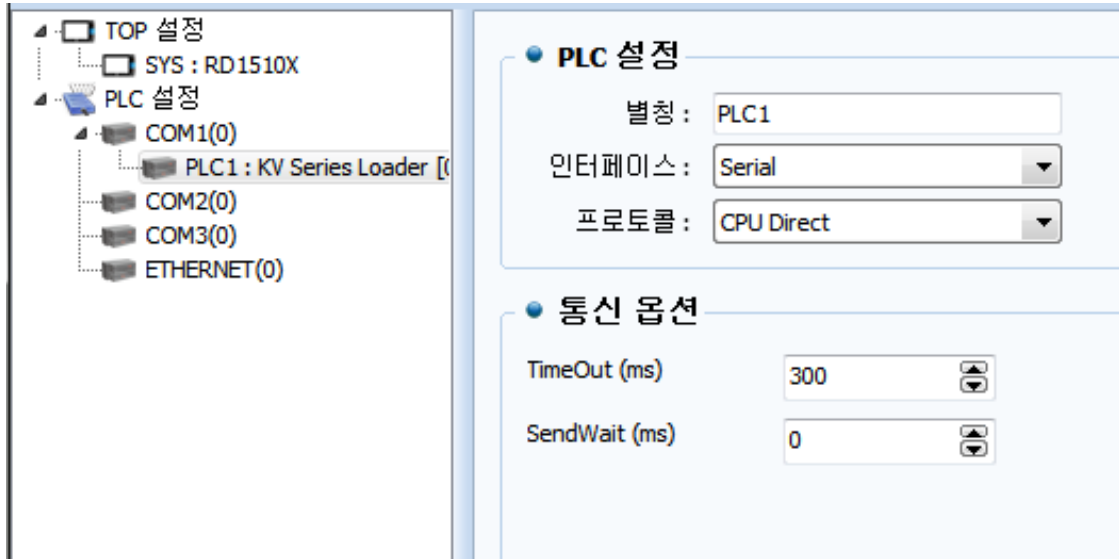 TOP 설정
SYS : RD1510X
PLC 설정
COM1(0)
PLC1 : KV Series Loader [
COM2(0)
COM3(0)
ETHERNET(0)
PLC 설정
별칭 : PLC1
인터페이스 : Serial
프로토콜 : CPU Direct
통신 옵션
TimeOut (ms) 300
SendWait (ms) 0